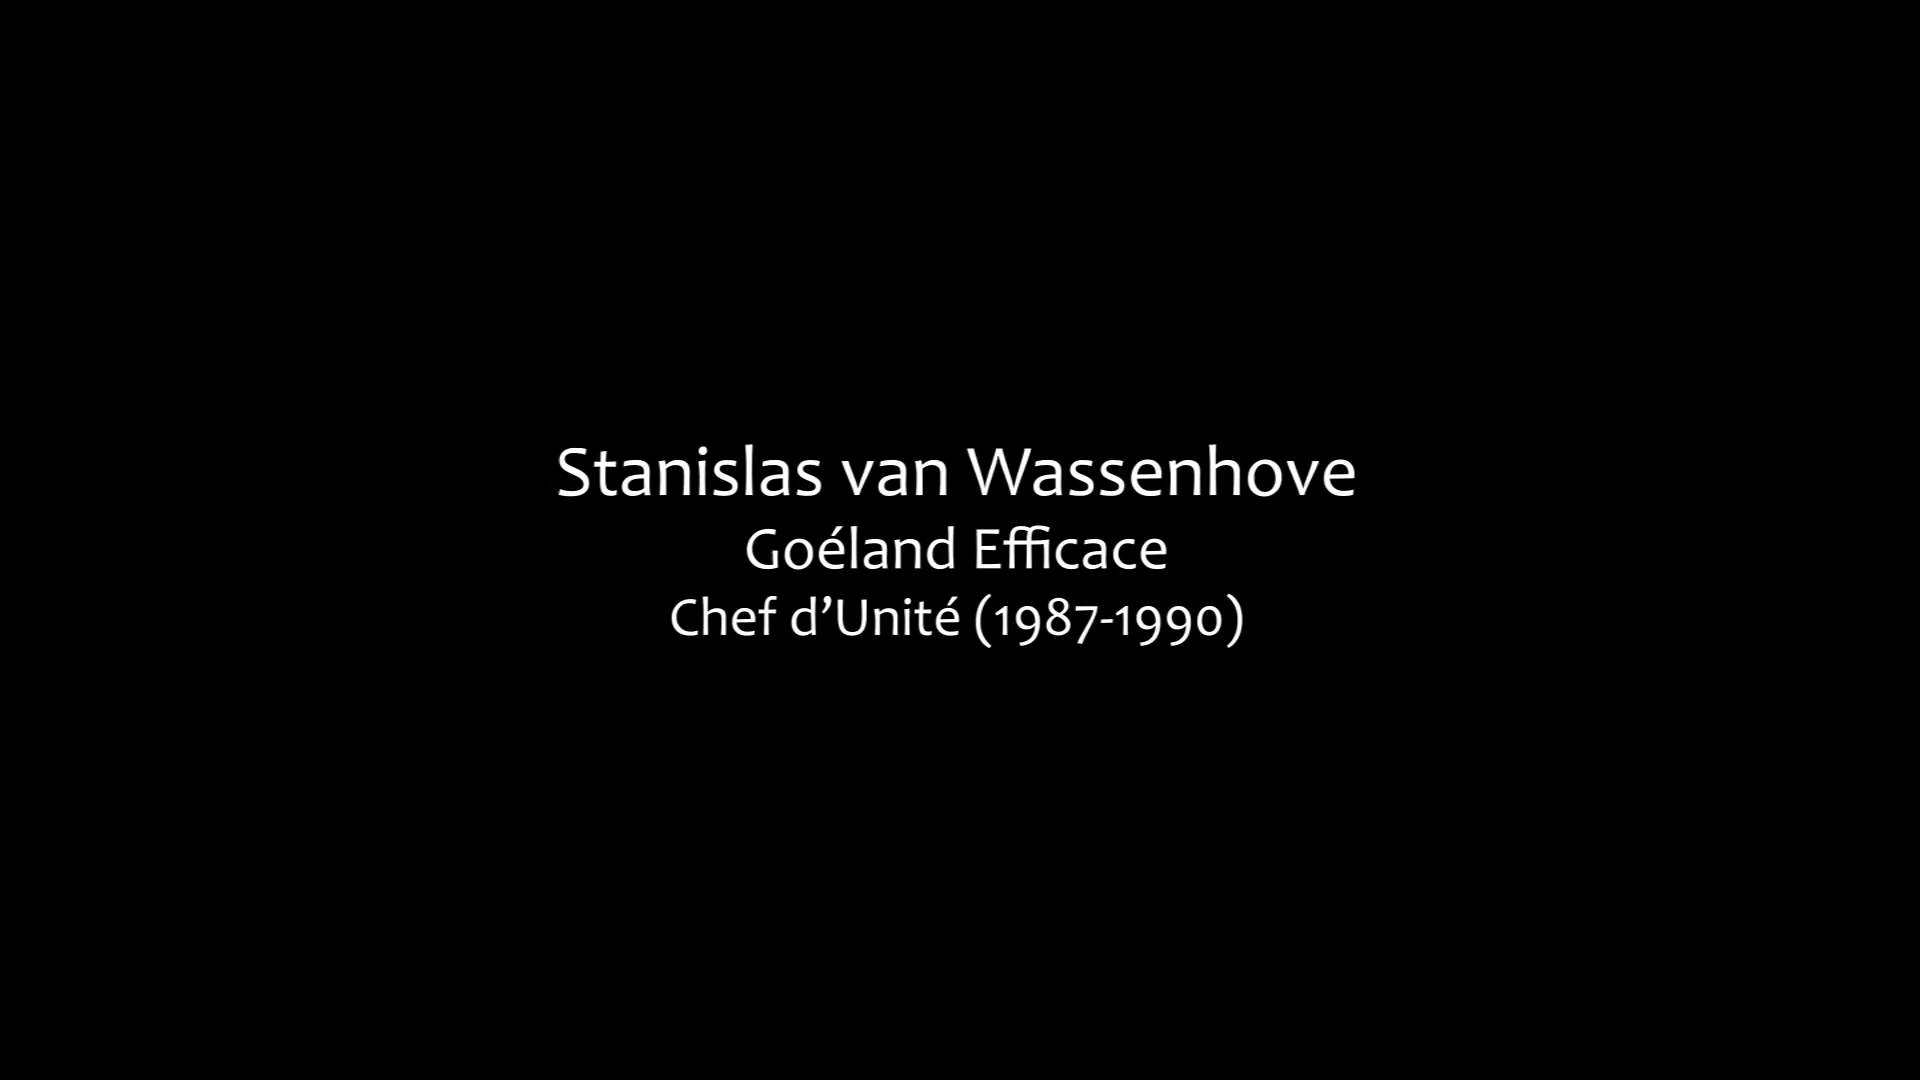 Stanislas van Wassenhove
Goéland Efficace
Chef d’Unité (1987-1990)